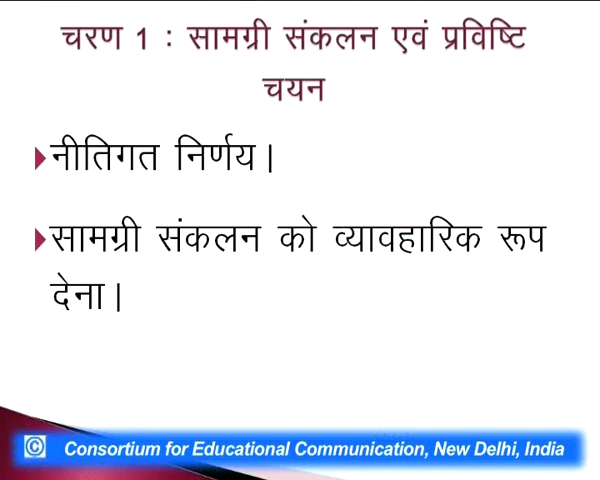 चरण 1 : सामग्री संकलन एवं प्रविष्टि
चयन
नीतिगत निर्णय।
सामग्री संकलन को व्यावहारिक रूप
देना।
© Consortium for Educational Communication, New Delhi, India